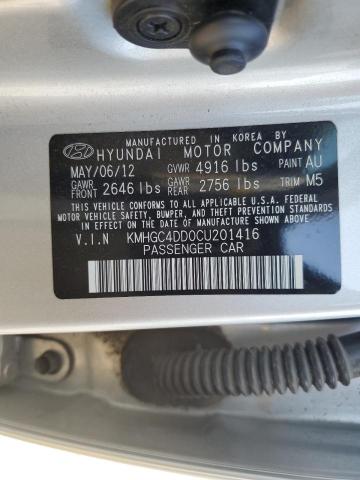 MANUFACTURED IN KOREA BY
HYUNDAI MOTOR COMPANY
MAY/06/12 GVWR 4916 lbs PAINT AU
GAWR FRONT 2646 lbs GAWR REAR 2756 lbs TRIM M5
THIS VEHICLE CONFORMS TO ALL APPLICABLE U.S.A. FEDERAL
MOTOR VEHICLE SAFETY, BUMPER, AND THEFT PREVENTION STANDARDS
IN EFFECT ON THE DATE OF MANUFACTURE SHOWN ABOVE.
V.I.N KMHGC4DD0CU201416
PASSENGER CAR